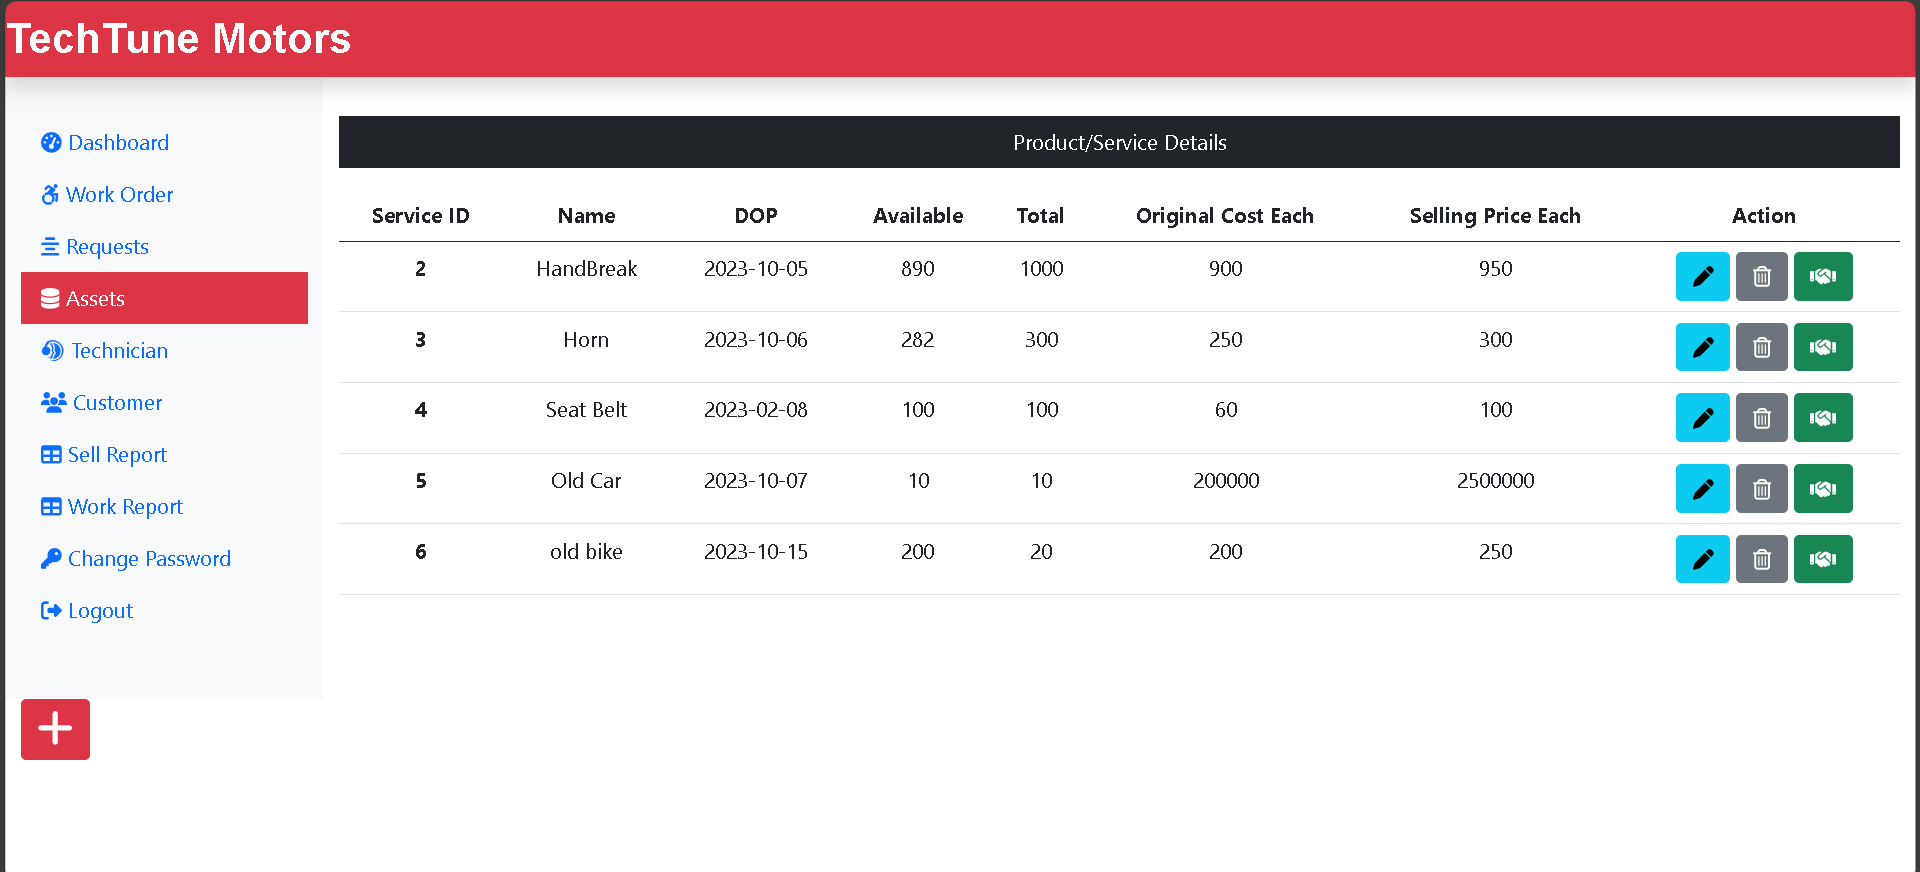 TechTune Motors
Dashboard
Work Order
Requests
Assets
Technician
Customer
Sell Report
Work Report
Change Password
Logout
Product/Service Details
Service ID Name DOP Available Total Original Cost Each Selling Price Each Action
2 HandBreak 2023-10-05 890 1000 900 950
3 Horn 2023-10-06 282 300 250 300
4 Seat Belt 2023-02-08 100 100 60 100
5 Old Car 2023-10-07 10 10 200000 2500000
6 old bike 2023-10-15 200 20 200 250